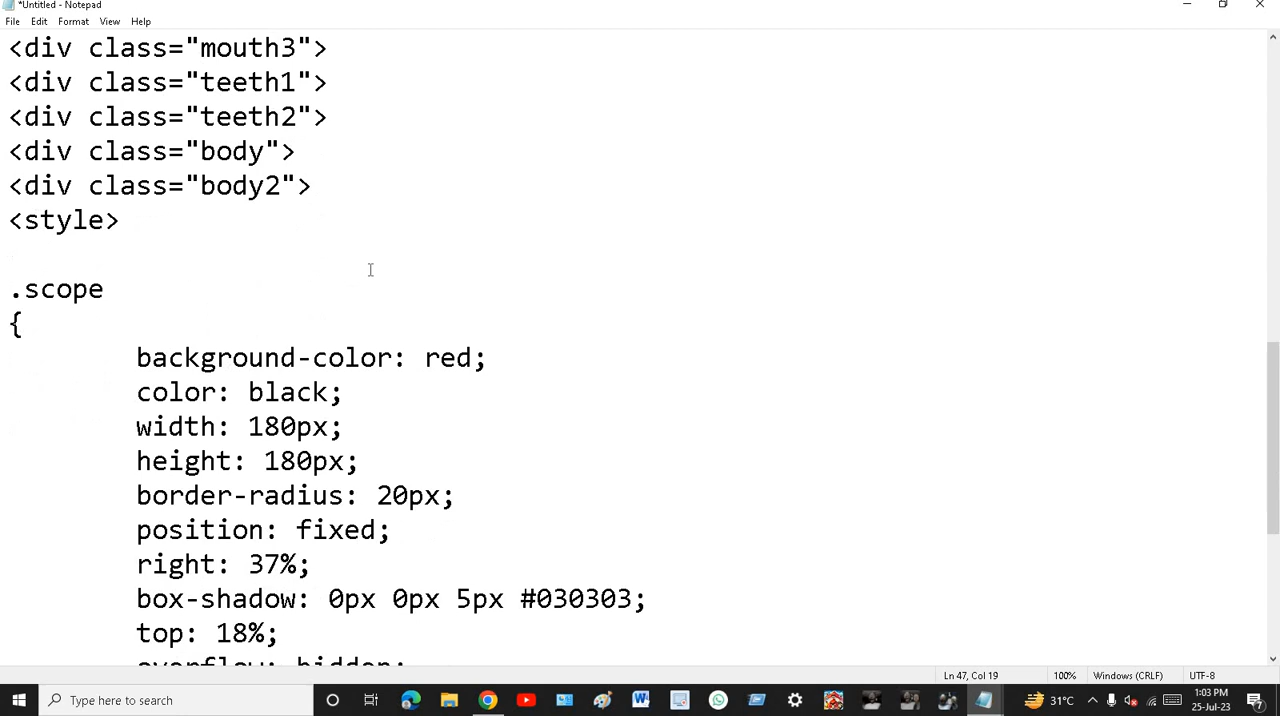 *Untitled - Notepad
File Edit Format View Help
<div class="mouth3">
<div class="teeth1">
<div class="teeth2">
<div class="body">
<div class="body2">
<style>
.scope
{
background-color: red;
color: black;
width: 180px;
height: 180px;
border-radius: 20px;
position: fixed;
right: 37%;
box-shadow: 0px 0px 5px #030303;
top: 18%;
overflow: hidden;
Ln 47, Col 19 100% Windows (CRLF) UTF-8
Type here to search
31°C
1:03 PM
25-Jul-23